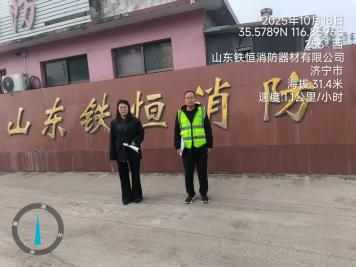 2025年10月18日
35.5789N 116.3596E
256° 西
山东铁恒消防器材有限公司
济宁市
海拔:31.4米
速度:1.1公里/小时
山东铁恒消防